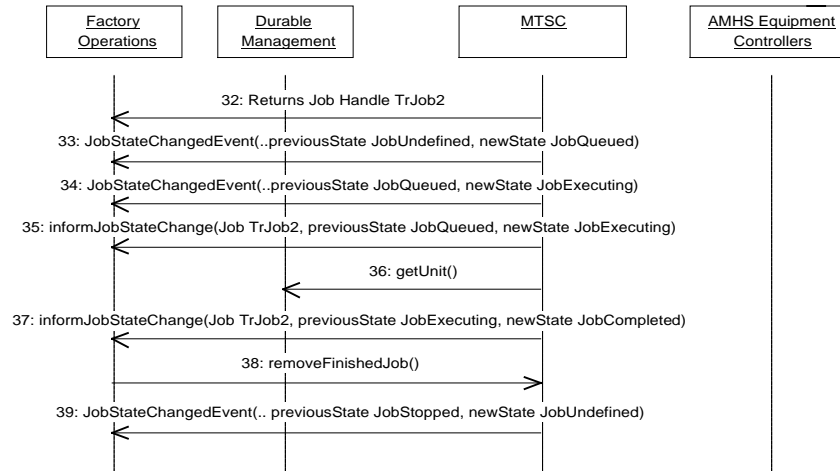 Factory
Operations
Durable
Management
MTSC
AMHS Equipment
Controllers
32: Returns Job Handle TrJob2
33: JobStateChangedEvent(..previousState JobUndefined, newState JobQueued)
34: JobStateChangedEvent(..previousState JobQueued, newState JobExecuting)
35: informJobStateChange(Job TrJob2, previousState JobQueued, newState JobExecuting)
36: getUnit()
37: informJobStateChange(Job TrJob2, previousState JobExecuting, newState JobCompleted)
38: removeFinishedJob()
39: JobStateChangedEvent(.. previousState JobStopped, newState JobUndefined)